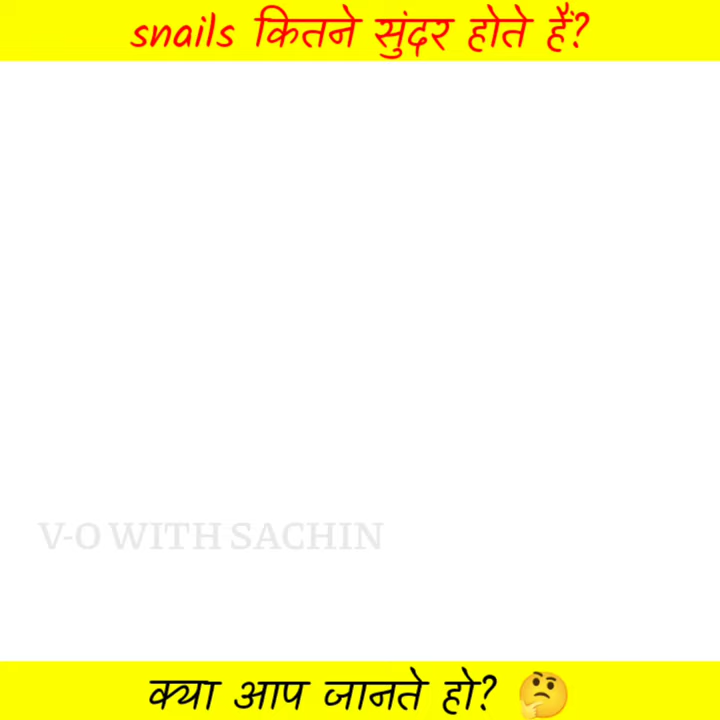 snails कितने सुंदर होते हैं?
V-O WITH SACHIN
क्या आप जानते हो? 🤔